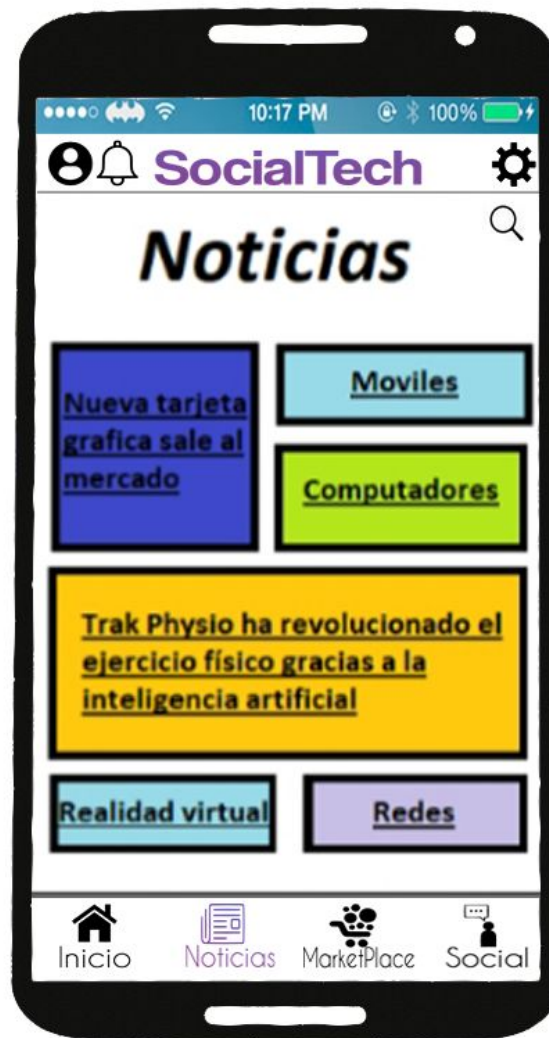 10:17 PM
100%
SocialTech
Noticias
Nueva tarjeta
grafica sale al
mercado
Moviles
Computadores
Trak Physio ha revolucionado el
ejercicio físico gracias a la
inteligencia artificial
Realidad virtual
Redes
Inicio
Noticias
MarketPlace
Social